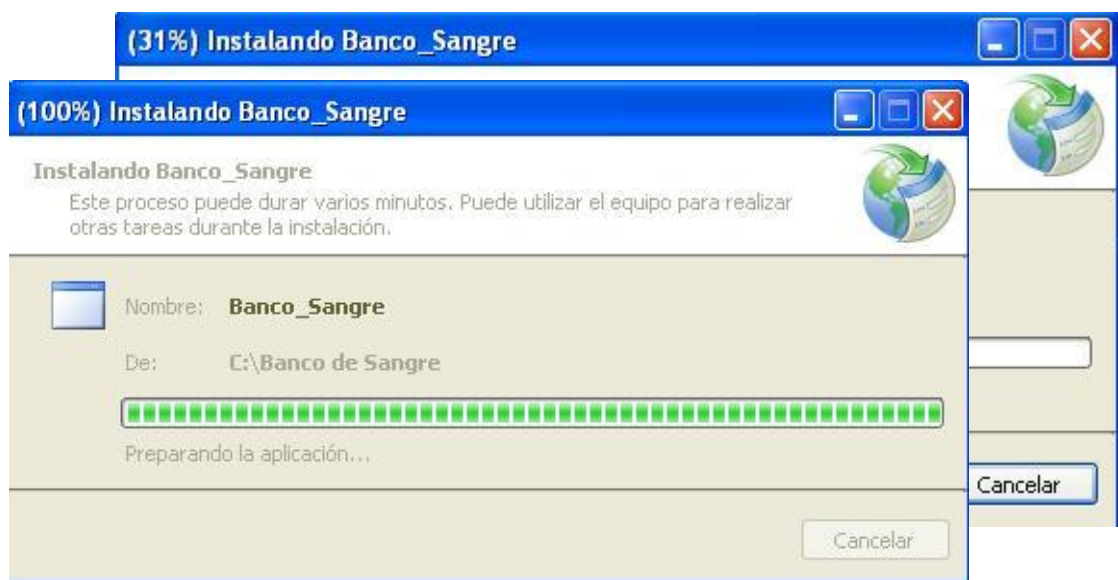 (31%) Instalando Banco_Sangre
(100%) Instalando Banco_Sangre
Instalando Banco_Sangre
Este proceso puede durar varios minutos. Puede utilizar el equipo para realizar
otras tareas durante la instalación.
Nombre: Banco_Sangre
De: C:\Banco de Sangre
Preparando la aplicación...
Cancelar
Cancelar